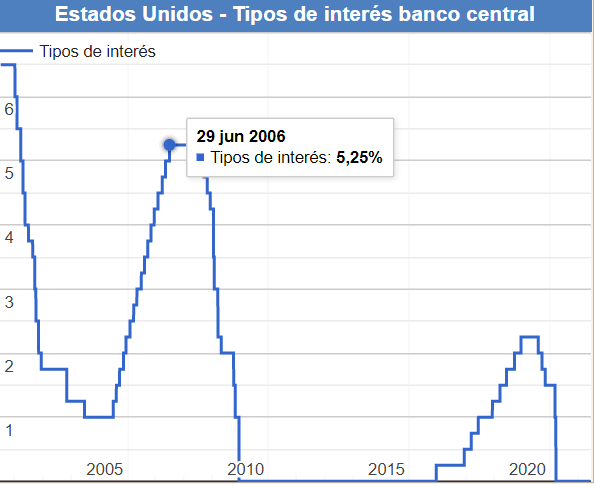 Estados Unidos - Tipos de interés banco central
Tipos de interés
6
29 jun 2006
Tipos de interés: 5,25%
5
4
3
2
1
2005 2010 2015 2020